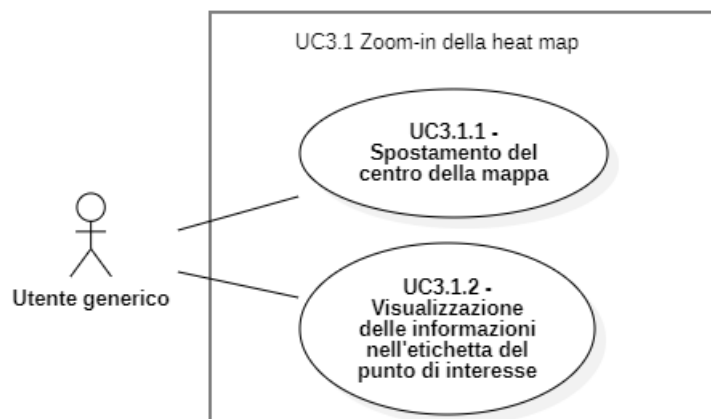 UC3.1 Zoom-in della heat map
UC3.1.1 -
Spostamento del
centro della mappa
Utente generico
UC3.1.2 -
Visualizzazione
delle informazioni
nell'etichetta del
punto di interesse